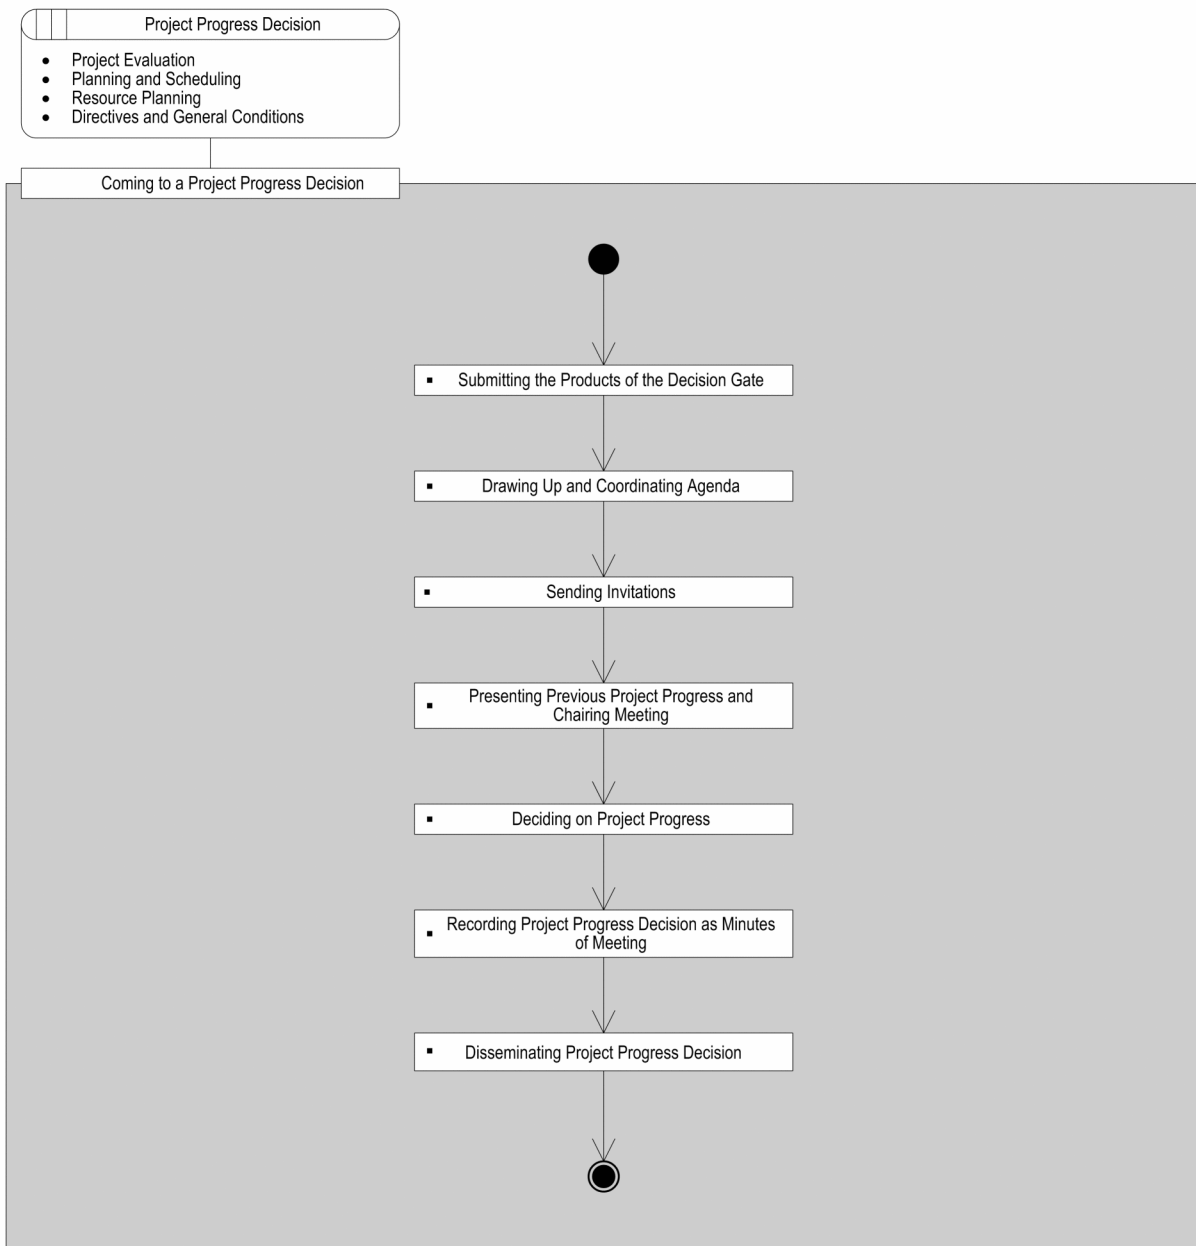 Project Progress Decision
• Project Evaluation
• Planning and Scheduling
• Resource Planning
• Directives and General Conditions
Coming to a Project Progress Decision
▪ Submitting the Products of the Decision Gate
▪ Drawing Up and Coordinating Agenda
▪ Sending Invitations
▪ Presenting Previous Project Progress and
Chairing Meeting
▪ Deciding on Project Progress
▪ Recording Project Progress Decision as Minutes
of Meeting
▪ Disseminating Project Progress Decision